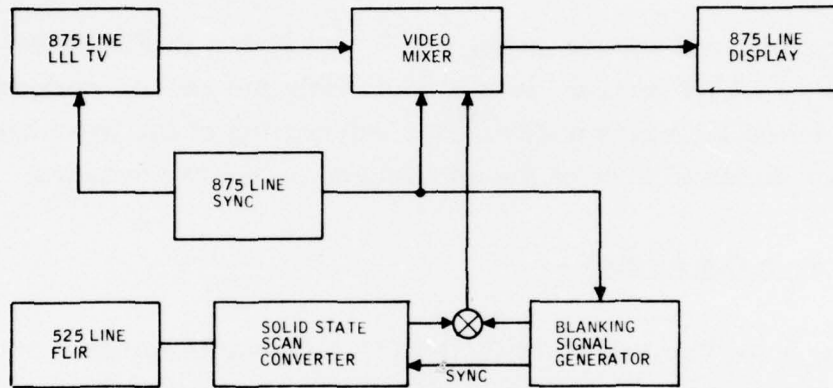 875 LINE
LLL TV
VIDEO
MIXER
875 LINE
DISPLAY
875 LINE
SYNC
525 LINE
FLIR
SOLID STATE
SCAN
CONVERTER
SYNC
BLANKING
SIGNAL
GENERATOR